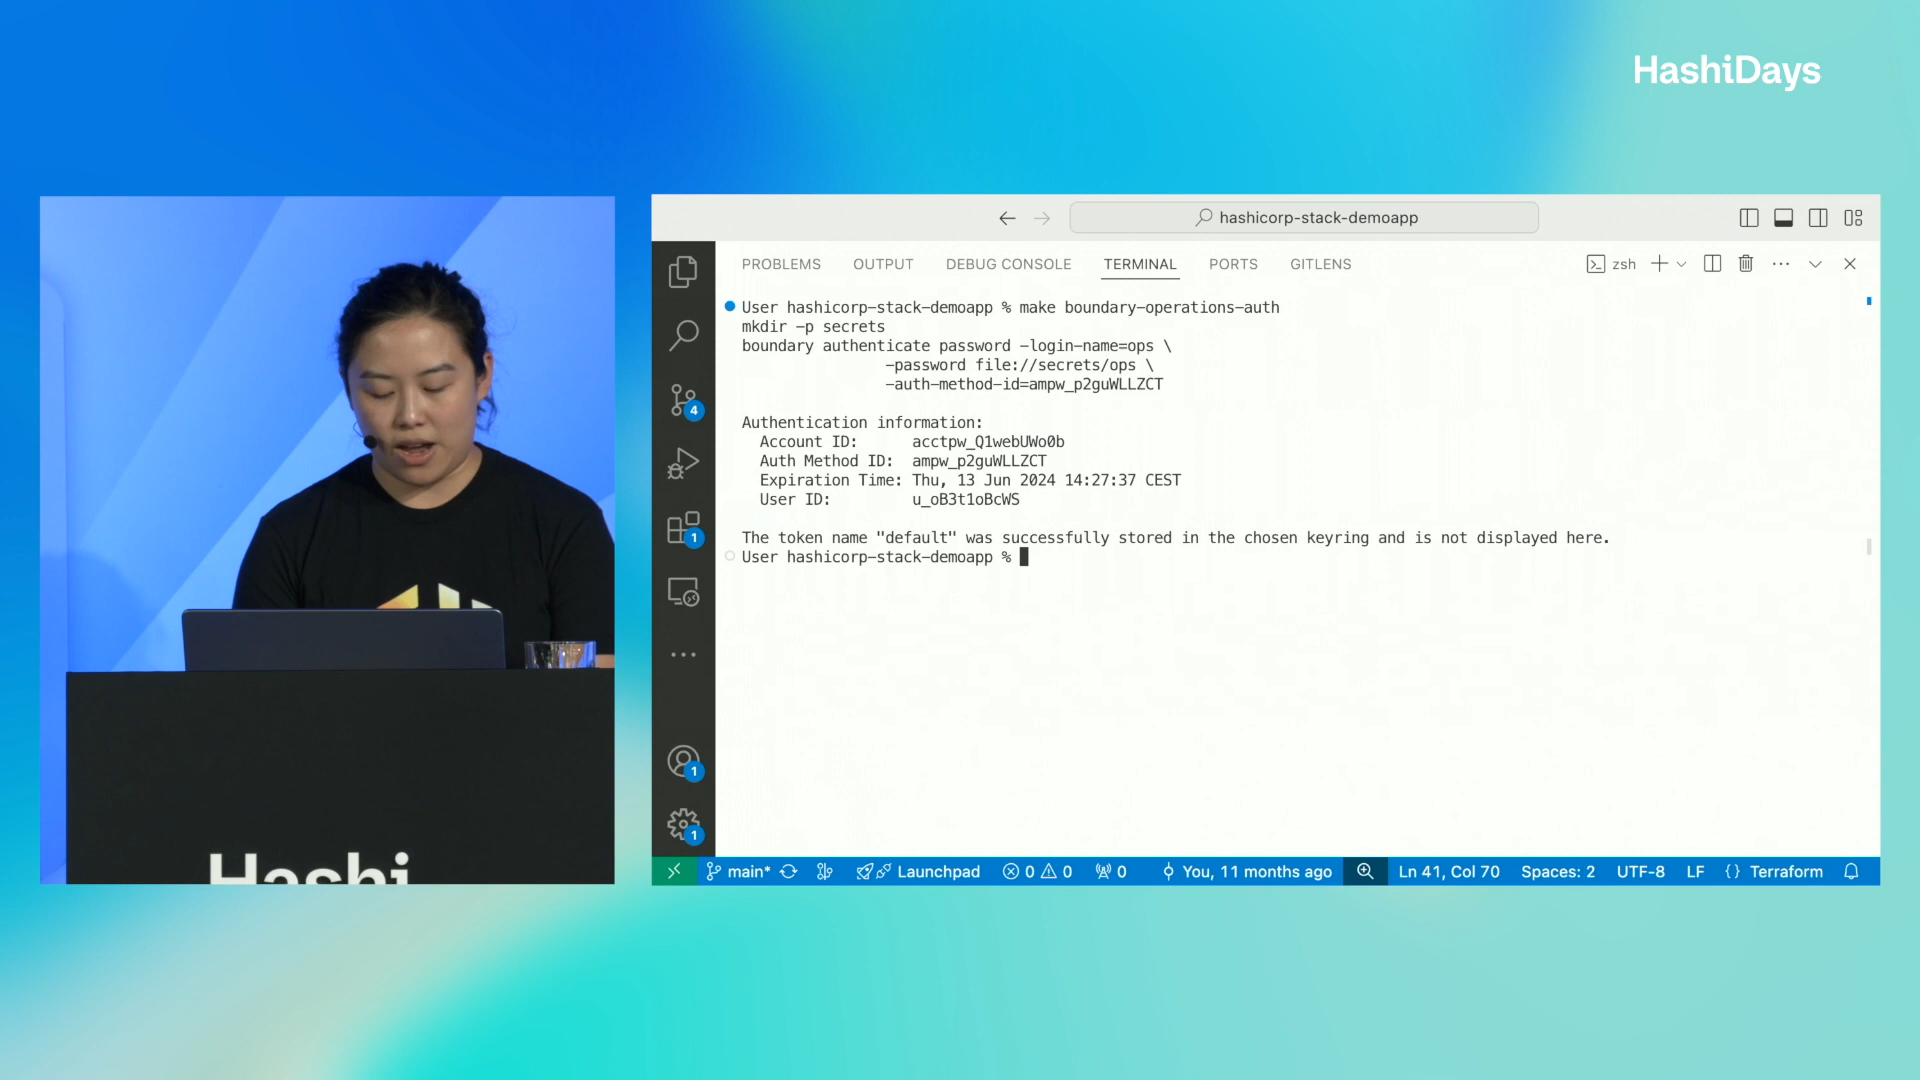 HashiDays
hashicorp-stack-demoapp
PROBLEMS OUTPUT DEBUG CONSOLE TERMINAL PORTS GITLENS
zsh
User hashicorp-stack-demoapp % make boundary-operations-auth
mkdir -p secrets
boundary authenticate password -login-name=ops \
-password file://secrets/ops \
-auth-method-id=ampw_p2guWLLZCT
Authentication information:
Account ID: acctpw_Q1webUWo0b
Auth Method ID: ampw_p2guWLLZCT
Expiration Time: Thu, 13 Jun 2024 14:27:37 CEST
User ID: u_oB3t1oBcWS
The token name "default" was successfully stored in the chosen keyring and is not displayed here.
User hashicorp-stack-demoapp %
4
1
1
1
main* Launchpad 0 0 0 You, 11 months ago Ln 41, Col 70 Spaces: 2 UTF-8 LF {} Terraform
Hashi